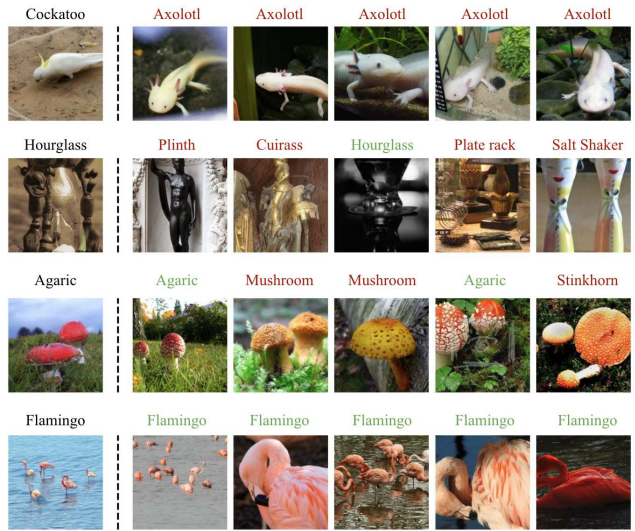 Cockatoo Axolotl Axolotl Axolotl Axolotl Axolotl
Hourglass Plinth Cuirass Hourglass Plate rack Salt Shaker
Agaric Agaric Mushroom Mushroom Agaric Stinkhorn
Flamingo Flamingo Flamingo Flamingo Flamingo Flamingo